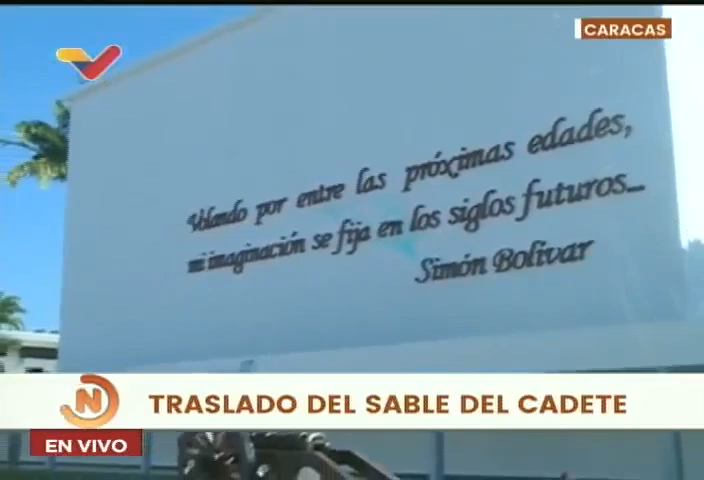 CARACAS
Volando por entre las próximas edades,
mi imaginación se fija en los siglos futuros...
Simón Bolívar
N
TRASLADO DEL SABLE DEL CADETE
EN VIVO